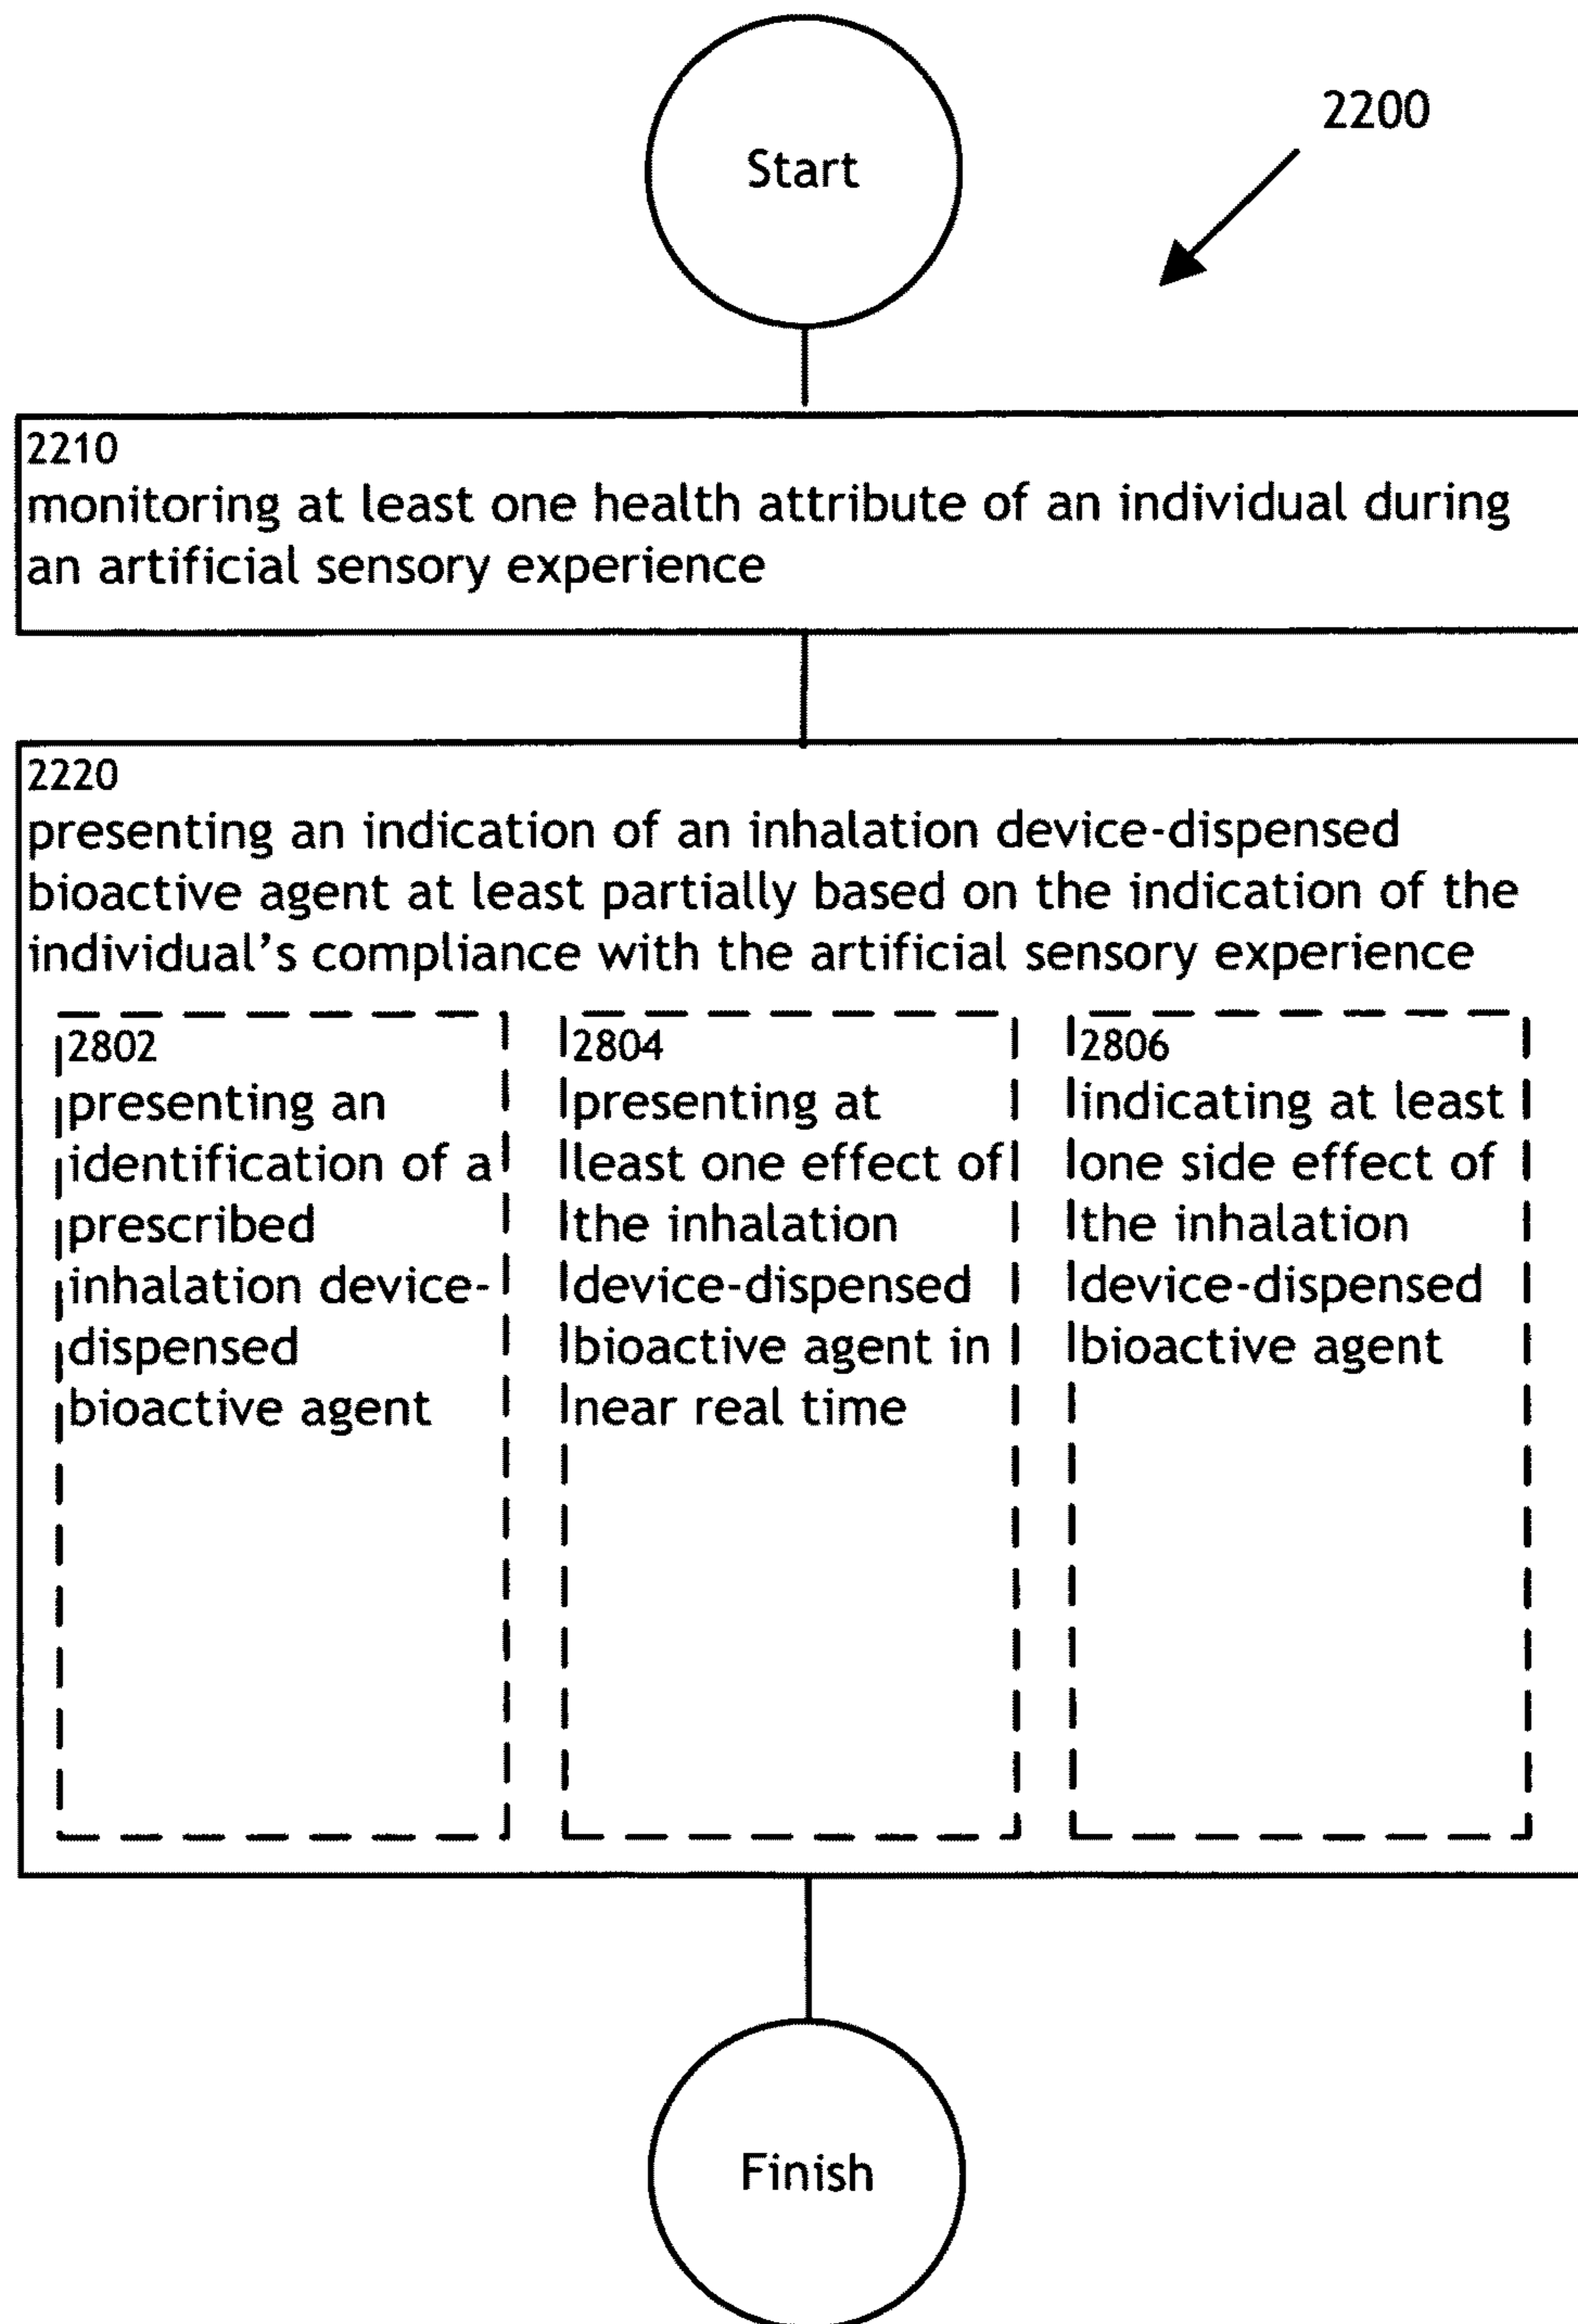 Start
2200
2210
monitoring at least one health attribute of an individual during
an artificial sensory experience
2220
presenting an indication of an inhalation device-dispensed
bioactive agent at least partially based on the indication of the
individual's compliance with the artificial sensory experience
2802
presenting an
identification of a
prescribed
inhalation device-
dispensed
bioactive agent
2804
presenting at
least one effect of
the inhalation
device-dispensed
bioactive agent in
near real time
2806
indicating at least
one side effect of
the inhalation
device-dispensed
bioactive agent
Finish